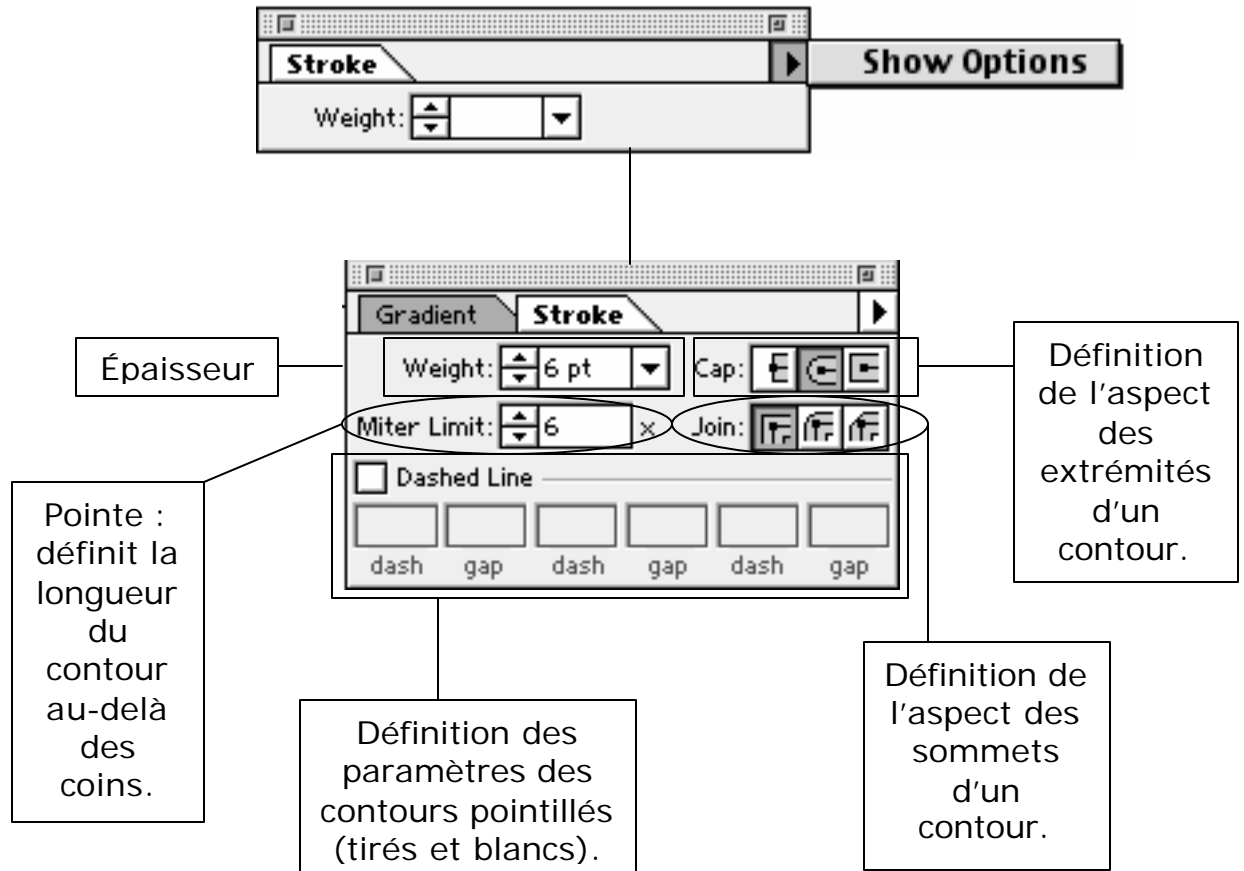 Stroke
Show Options
Weight:
Gradient
Stroke
Épaisseur
Weight: 6 pt
Cap:
Miter Limit: 6 x
Join:
Dashed Line
dash gap dash gap dash gap
Définition
de l'aspect
des
extrémités
d'un
contour.
Pointe :
définit la
longueur
du
contour
au-delà
des
coins.
Définition des
paramètres des
contours pointillés
(tirés et blancs).
Définition de
l'aspect des
sommets
d'un
contour.